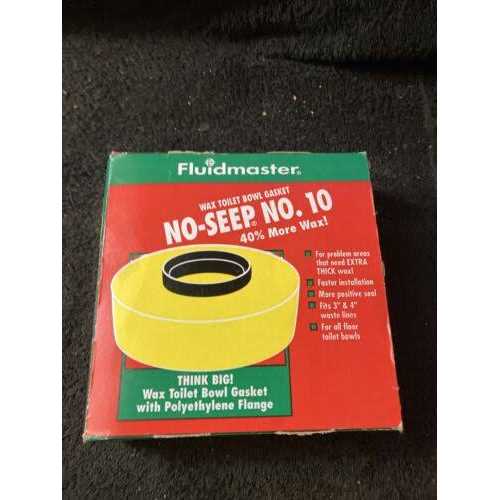 Fluidmaster®
WAX TOILET BOWL GASKET
NO-SEEP® NO. 10
40% More Wax!
For problem areas
that need EXTRA
THICK wax!
Faster installation
More positive seal
Fits 3" & 4"
waste lines
For all floor
toilet bowls
THINK BIG!
Wax Toilet Bowl Gasket
with Polyethylene Flange